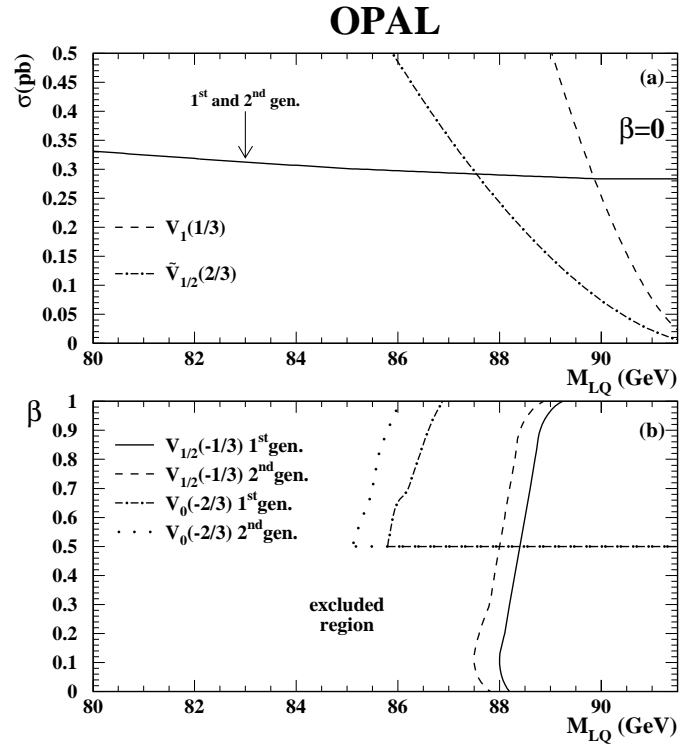 OPAL
σ(pb)
0.5
0.45
0.4
0.35
0.3
0.25
0.2
0.15
0.1
0.05
0
(a)
β=0
1st and 2nd gen.
V1(1/3)
Ṽ1/2(2/3)
80 82 84 86 88 90
MLQ (GeV)
β
1
0.9
0.8
0.7
0.6
0.5
0.4
0.3
0.2
0.1
0
(b)
V1/2(-1/3) 1st gen.
V1/2(-1/3) 2nd gen.
V0(-2/3) 1st gen.
V0(-2/3) 2nd gen.
excluded
region
80 82 84 86 88 90
MLQ (GeV)